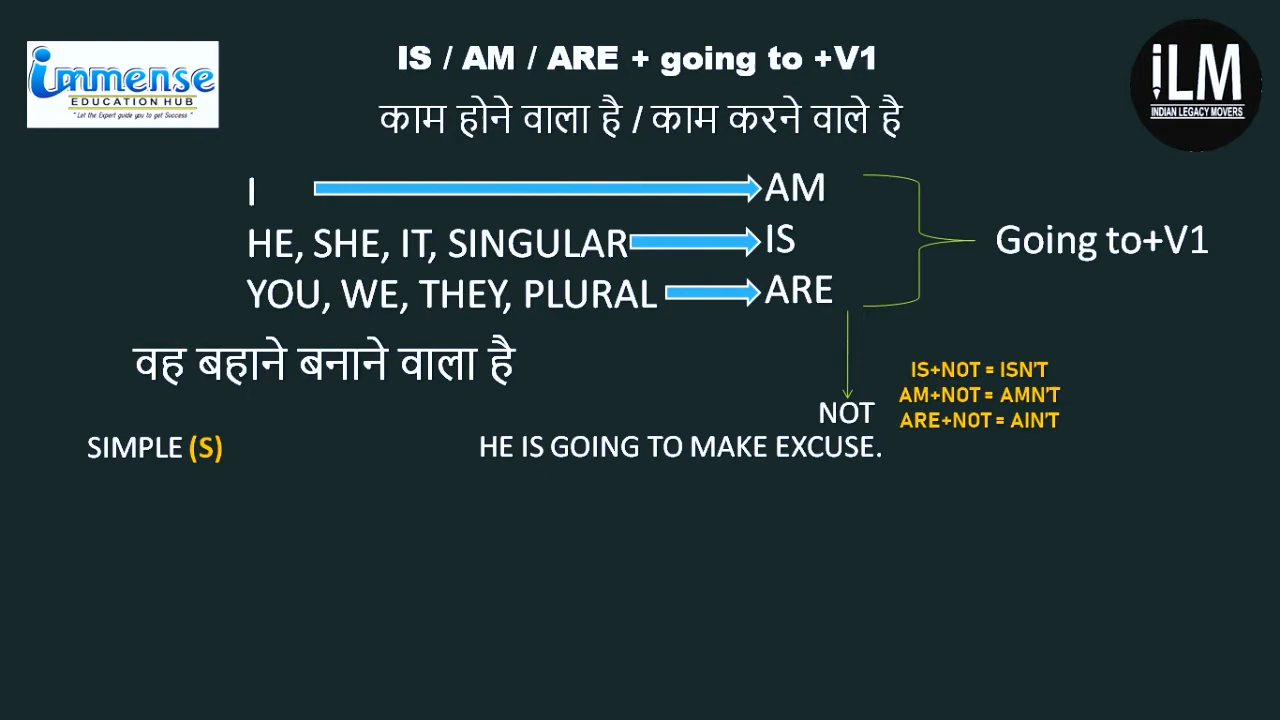 immense
EDUCATION HUB
" Let the Expert guide you to get Success "
IS / AM / ARE + going to +V1
iLM
INDIAN LEGACY MOVERS
काम होने वाला है / काम करने वाले है
I AM
HE, SHE, IT, SINGULAR IS
YOU, WE, THEY, PLURAL ARE
Going to+V1
वह बहाने बनाने वाला है
IS+NOT = ISN'T
AM+NOT = AMN'T
ARE+NOT = AIN'T
NOT
SIMPLE (S) HE IS GOING TO MAKE EXCUSE.